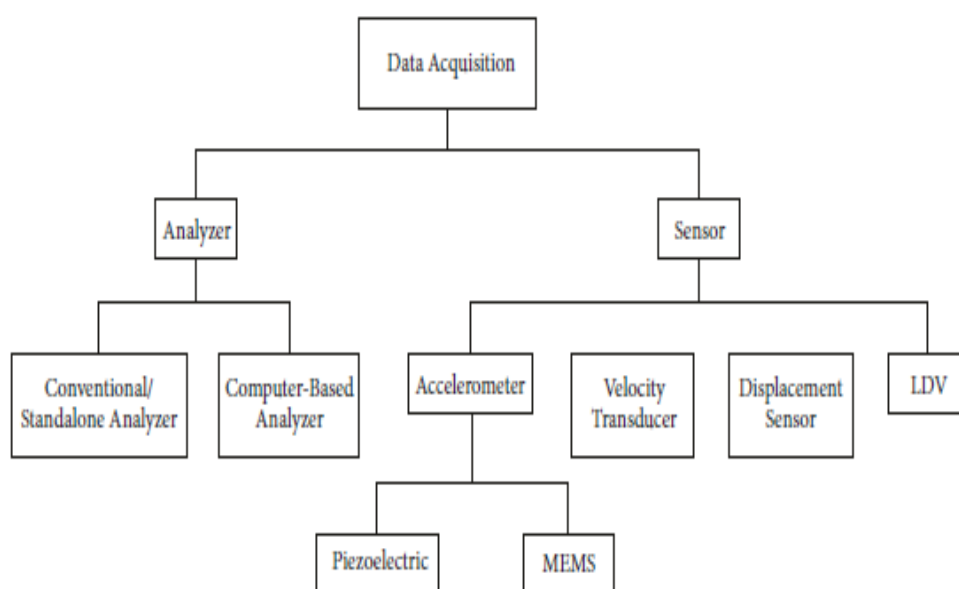 Data Acquisition
Analyzer
Sensor
Conventional/
Standalone Analyzer
Computer-Based
Analyzer
Accelerometer
Velocity
Transducer
Displacement
Sensor
LDV
Piezoelectric
MEMS